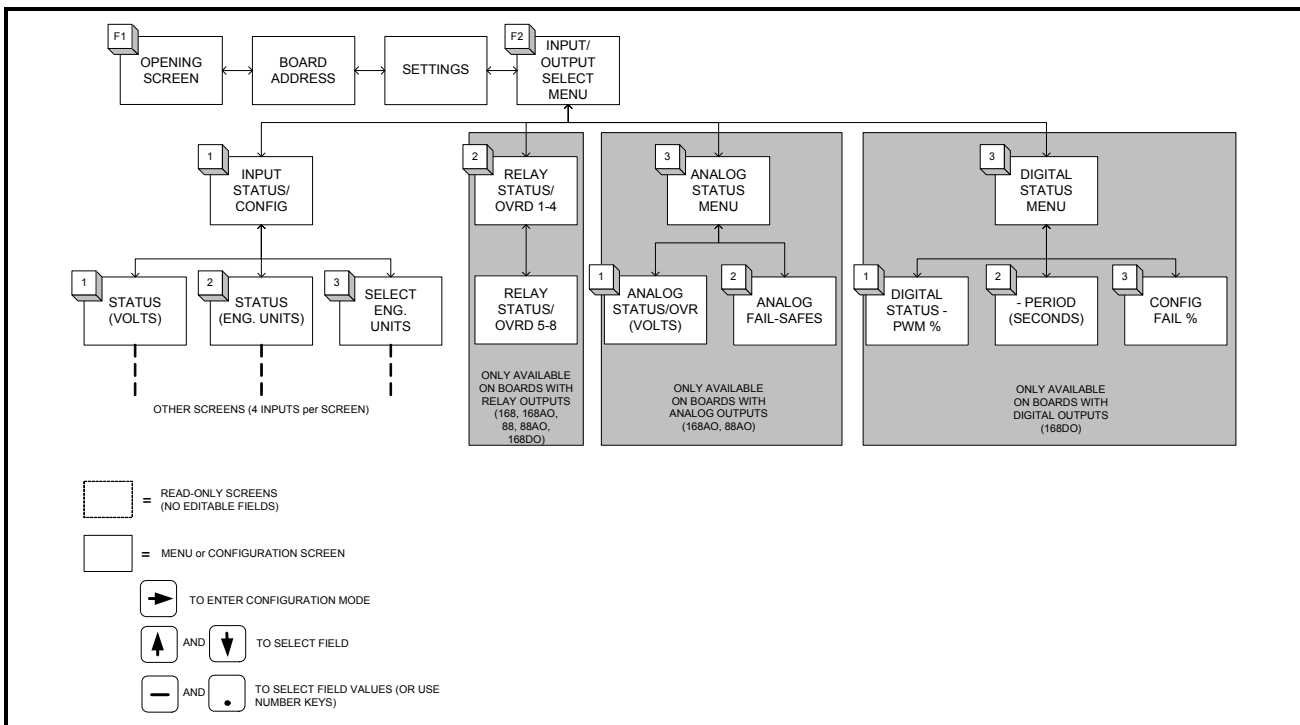 F1
OPENING
SCREEN
BOARD
ADDRESS
SETTINGS
F2
INPUT/
OUTPUT
SELECT
MENU
1
INPUT
STATUS/
CONFIG
2
RELAY
STATUS/
OVRD 1-4
3
ANALOG
STATUS
MENU
3
DIGITAL
STATUS
MENU
1
STATUS
(VOLTS)
2
STATUS
(ENG. UNITS)
3
SELECT
ENG.
UNITS
RELAY
STATUS/
OVRD 5-8
1
ANALOG
STATUS/OVR
(VOLTS)
2
ANALOG
FAIL-SAFES
1
DIGITAL
STATUS -
PWM %
2
- PERIOD
(SECONDS)
3
CONFIG
FAIL %
OTHER SCREENS (4 INPUTS per SCREEN)
ONLY AVAILABLE
ON BOARDS WITH
RELAY OUTPUTS
(168, 168AO,
88, 88AO,
168DO)
ONLY AVAILABLE
ON BOARDS WITH
ANALOG OUTPUTS
(168AO, 88AO)
ONLY AVAILABLE
ON BOARDS WITH
DIGITAL OUTPUTS
(168DO)
= READ-ONLY SCREENS
(NO EDITABLE FIELDS)
= MENU or CONFIGURATION SCREEN
TO ENTER CONFIGURATION MODE
AND TO SELECT FIELD
AND TO SELECT FIELD VALUES (OR USE
NUMBER KEYS)